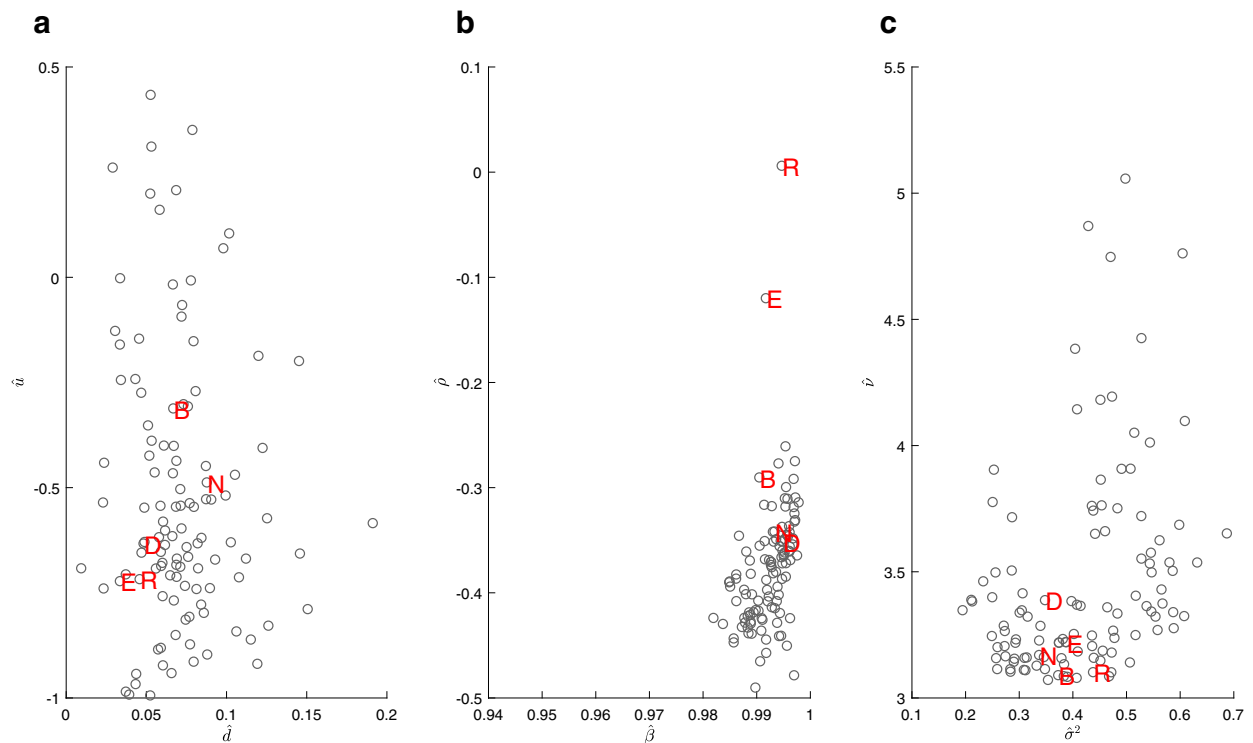 a
0.5
0
-0.5
-1
0
0.05
0.1
0.15
0.2
û
d̂
B
N
D
E
R
b
0.1
0
-0.1
-0.2
-0.3
-0.4
-0.5
0.94
0.95
0.96
0.97
0.98
0.99
1
ρ̂
β̂
R
E
B
N
D
c
5.5
5
4.5
4
3.5
3
0.1
0.2
0.3
0.4
0.5
0.6
0.7
ν̂
σ̂²
D
E
N
B
R